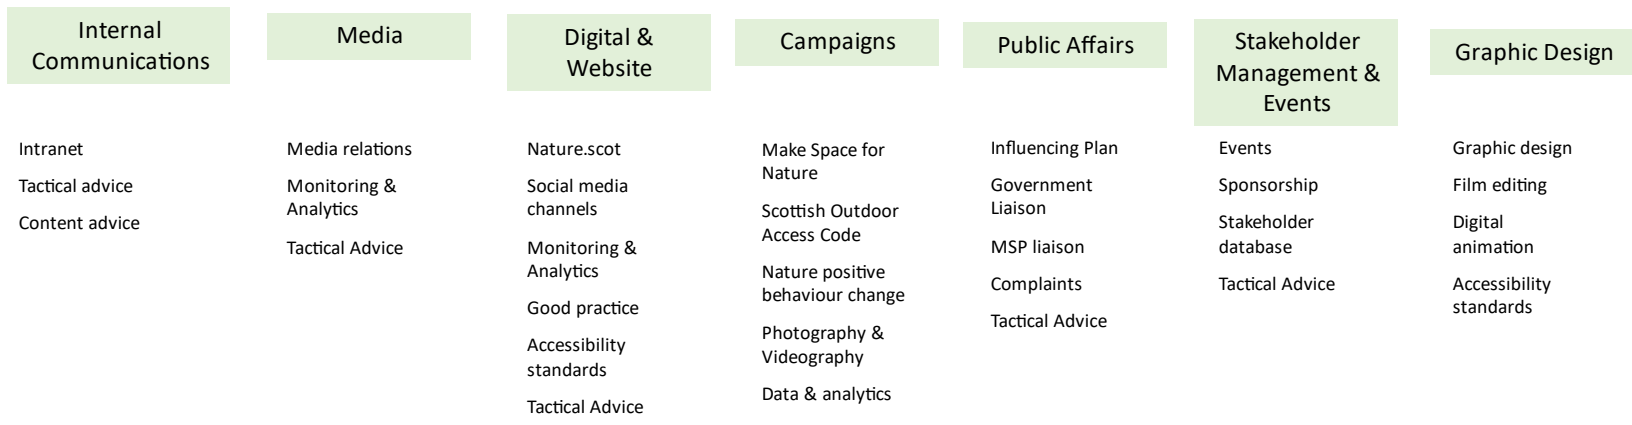 Internal
Communications
Intranet
Tactical advice
Content advice
Media
Media relations
Monitoring &
Analytics
Tactical Advice
Digital &
Website
Nature.scot
Social media
channels
Monitoring &
Analytics
Good practice
Accessibility
standards
Tactical Advice
Campaigns
Make Space for
Nature
Scottish Outdoor
Access Code
Nature positive
behaviour change
Photography &
Videography
Data & analytics
Public Affairs
Influencing Plan
Government
Liaison
MSP liaison
Complaints
Tactical Advice
Stakeholder
Management &
Events
Events
Sponsorship
Stakeholder
database
Tactical Advice
Graphic Design
Graphic design
Film editing
Digital
animation
Accessibility
standards